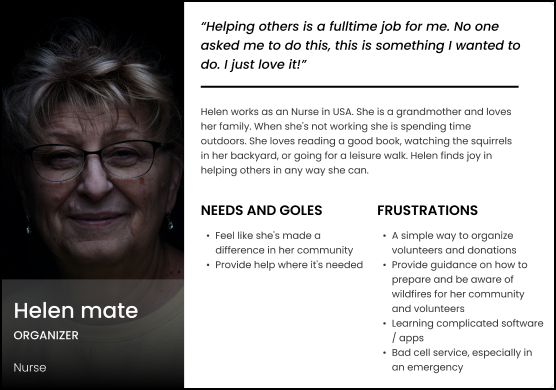 “Helping others is a fulltime job for me. No one
asked me to do this, this is something I wanted to
do. I just love it!”
Helen works as an Nurse in USA. She is a grandmother and loves
her family. When she's not working she is spending time
outdoors. She loves reading a good book, watching the squirrels
in her backyard, or going for a leisure walk. Helen finds joy in
helping others in any way she can.
NEEDS AND GOLES
• Feel like she's made a
difference in her community
• Provide help where it's needed
FRUSTRATIONS
• A simple way to organize
volunteers and donations
• Provide guidance on how to
prepare and be aware of
wildfires for her community
and volunteers
• Learning complicated software
/ apps
• Bad cell service, especially in
an emergency
Helen mate
ORGANIZER
Nurse